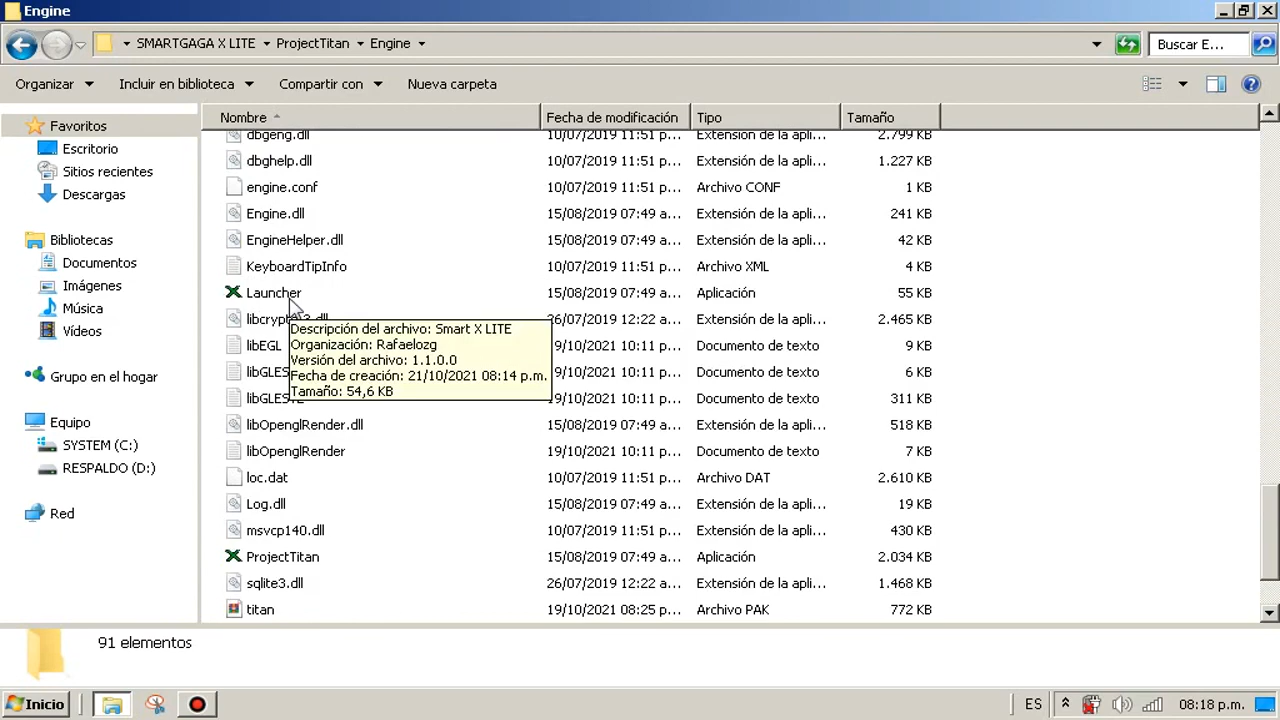 Engine
SMARTGAGA X LITE ProjectTitan Engine
Buscar E...
Organizar Incluir en biblioteca Compartir con Nueva carpeta
Favoritos
Escritorio
Sitios recientes
Descargas
Bibliotecas
Documentos
Imágenes
Música
Vídeos
Grupo en el hogar
Equipo
SYSTEM (C:)
RESPALDO (D:)
Red
Nombre Fecha de modificación Tipo Tamaño
dbgeng.dll 10/07/2019 11:51 p... Extensión de la apli... 2.799 KB
dbghelp.dll 10/07/2019 11:51 p... Extensión de la apli... 1.227 KB
engine.conf 10/07/2019 11:51 p... Archivo CONF 1 KB
Engine.dll 15/08/2019 07:49 a... Extensión de la apli... 241 KB
EngineHelper.dll 15/08/2019 07:49 a... Extensión de la apli... 42 KB
KeyboardTipInfo 10/07/2019 11:51 p... Archivo XML 4 KB
Launcher 15/08/2019 07:49 a... Aplicación 55 KB
26/07/2019 12:22 a... Extensión de la apli... 2.465 KB
libEGL 19/10/2021 10:11 p... Documento de texto 9 KB
19/10/2021 10:11 p... Documento de texto 6 KB
19/10/2021 10:11 p... Documento de texto 311 KB
libOpenglRender.dll 15/08/2019 07:49 a... Extensión de la apli... 518 KB
libOpenglRender 19/10/2021 10:11 p... Documento de texto 7 KB
loc.dat 10/07/2019 11:51 p... Archivo DAT 2.610 KB
Log.dll 15/08/2019 07:49 a... Extensión de la apli... 19 KB
msvcp140.dll 10/07/2019 11:51 p... Extensión de la apli... 430 KB
ProjectTitan 15/08/2019 07:49 a... Aplicación 2.034 KB
sqlite3.dll 26/07/2019 12:22 a... Extensión de la apli... 1.468 KB
titan 19/10/2021 08:25 p... Archivo PAK 772 KB
Descripción del archivo: Smart X LITE
Organización: Rafaelozg
Versión del archivo: 1.1.0.0
Fecha de creación: 21/10/2021 08:14 p.m.
Tamaño: 54,6 KB
91 elementos
Inicio
ES
08:18 p.m.